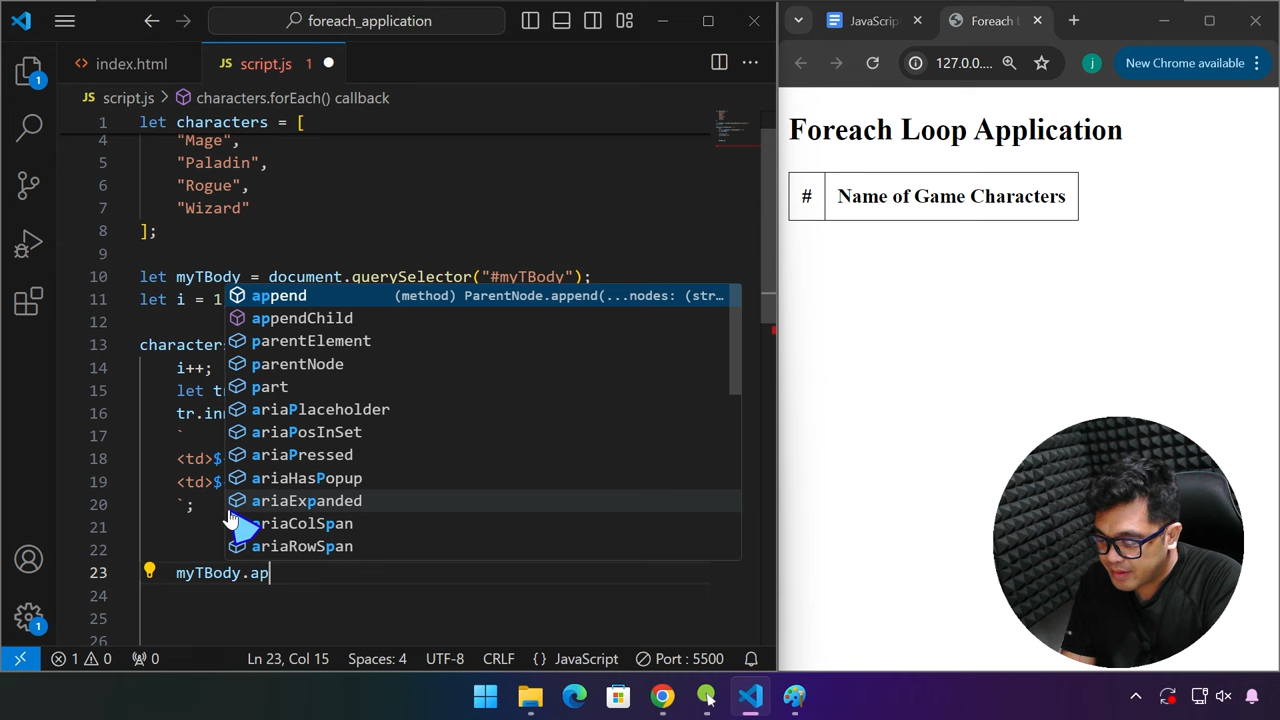 foreach_application
JavaScrip
Foreach L
index.html
JS script.js 1
127.0.0....
j
New Chrome available
JS script.js > characters.forEach() callback
1 let characters = [
4 "Mage",
5 "Paladin",
6 "Rogue",
7 "Wizard"
8 ];
9
10 let myTBody = document.querySelector("#myTBody");
11 let i = 1
12
13 character
14 i++;
15 let t
16 tr.in
17 `
18 <td>$
19 <td>$
20 `;
21
22
23 myTBody.ap
24
25
26
append (method) ParentNode.append(...nodes: (str...
appendChild
parentElement
parentNode
part
ariaPlaceholder
ariaPosInSet
ariaPressed
ariaHasPopup
ariaExpanded
ariaColSpan
ariaRowSpan
1
1
Foreach Loop Application
# Name of Game Characters
1 0 0 Ln 23, Col 15 Spaces: 4 UTF-8 CRLF {} JavaScript Port : 5500